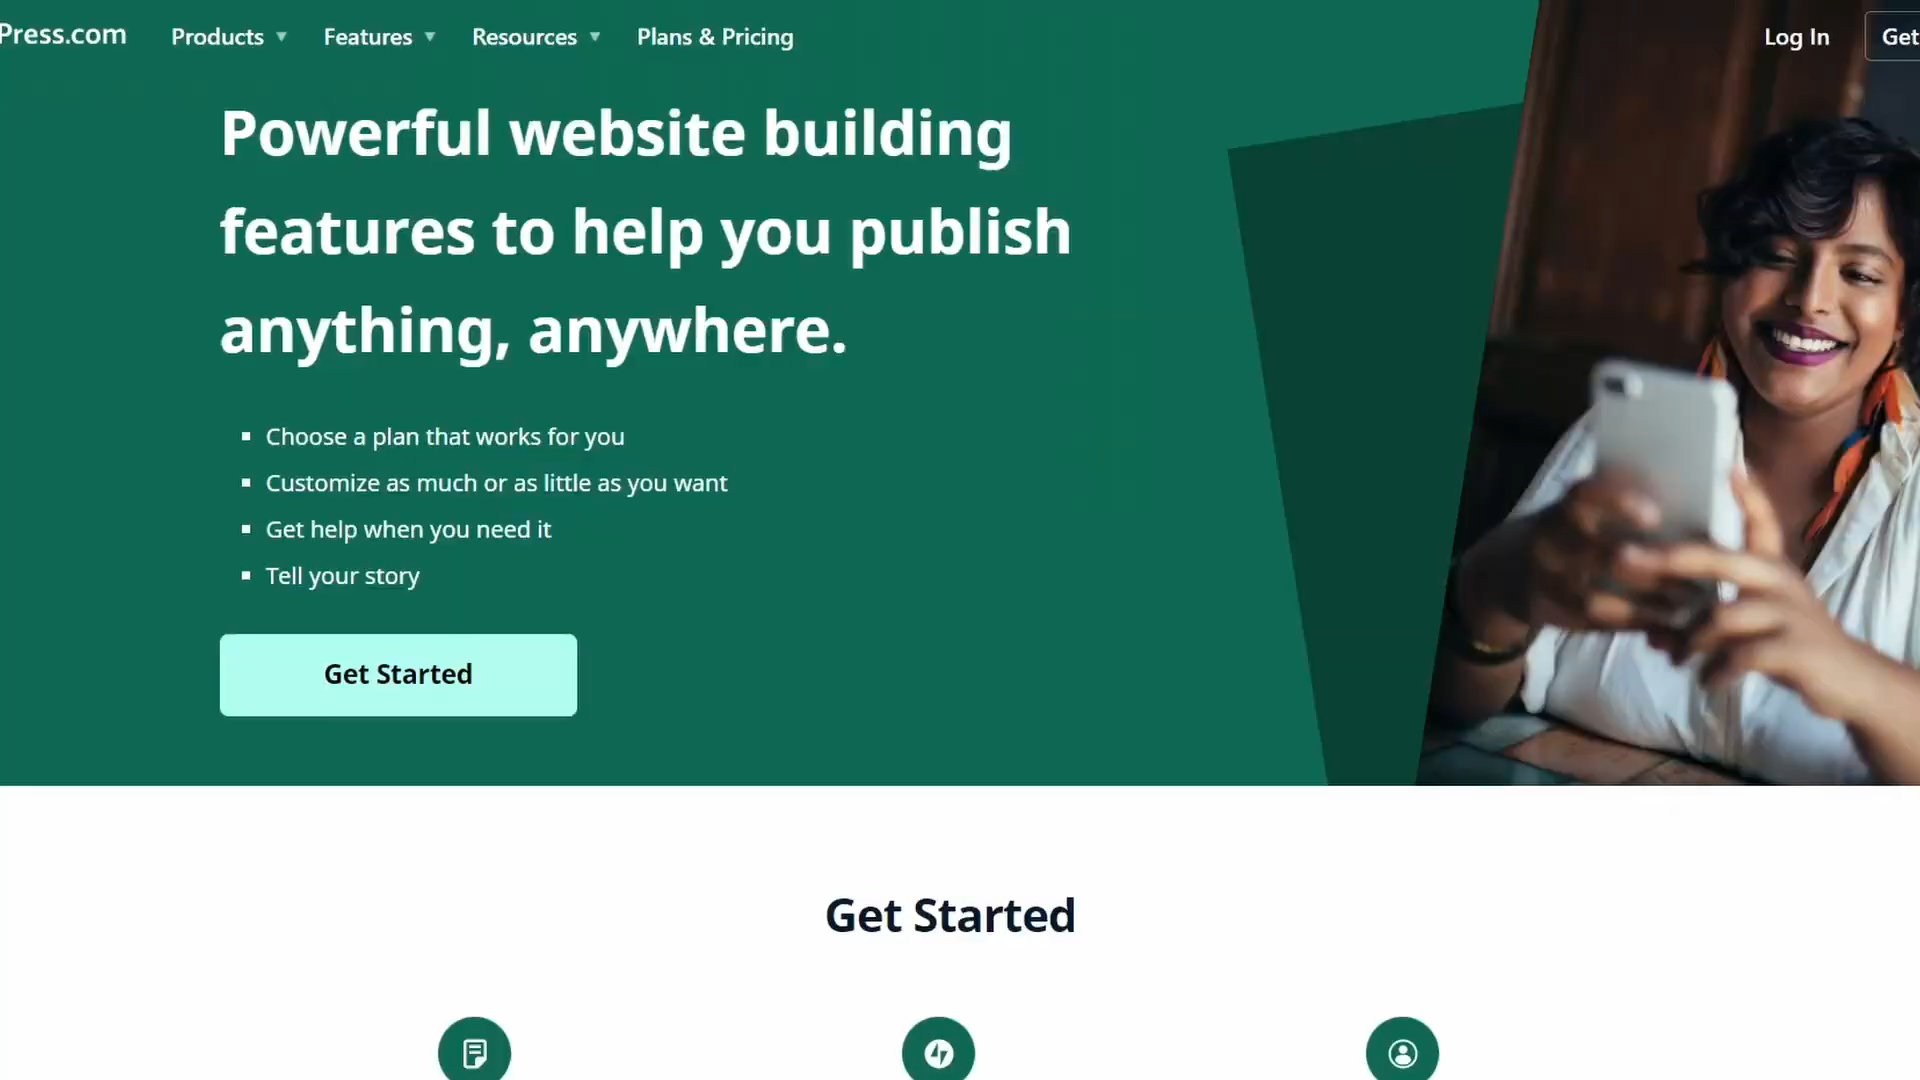 Press.com Products Features Resources Plans & Pricing Log In Get
Powerful website building
features to help you publish
anything, anywhere.
Choose a plan that works for you
Customize as much or as little as you want
Get help when you need it
Tell your story
Get Started
Get Started